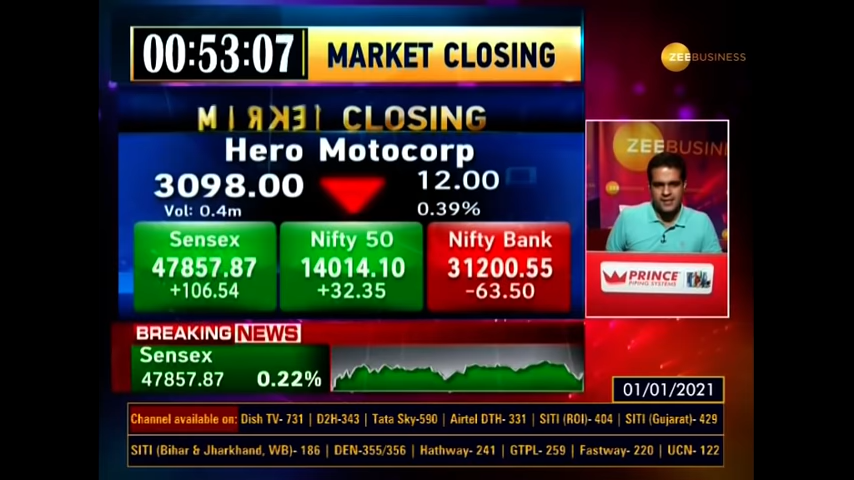 00:53:07 MARKET CLOSING
ZEE BUSINESS
CLOSING
Hero Motocorp
3098.00 12.00
Vol: 0.4m 0.39%
Sensex
47857.87
+106.54
Nifty 50
14014.10
+32.35
Nifty Bank
31200.55
-63.50
ZEE BUSIN
PRINCE
PIPING SYSTEMS
BREAKING NEWS
Sensex
47857.87 0.22%
01/01/2021
Channel available on: Dish TV- 731 | D2H-343 | Tata Sky-590 | Airtel DTH- 331 | SITI (ROI)- 404 | SITI (Gujarat)- 429
SITI (Bihar & Jharkhand, WB)- 186 | DEN-355/356 | Hathway- 241 | GTPL- 259 | Fastway- 220 | UCN- 122